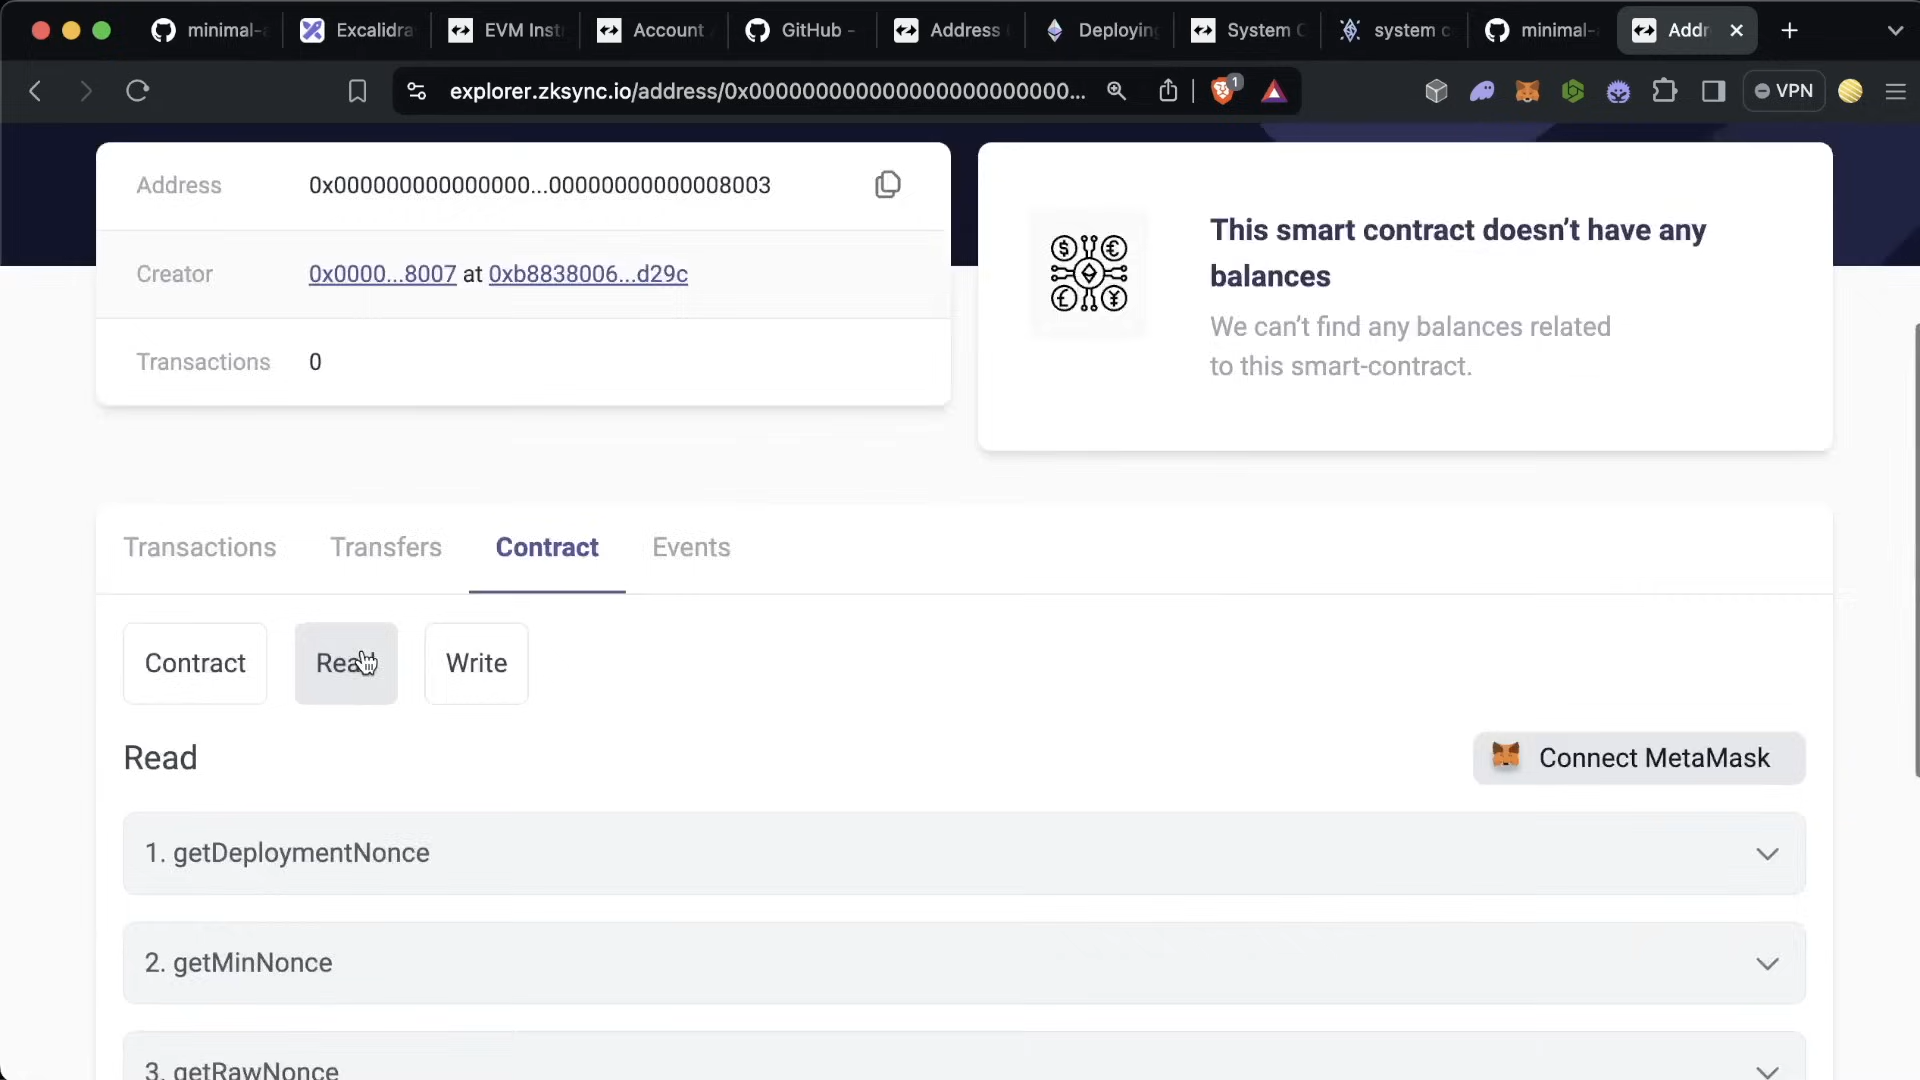 minimal-a
Excalidra
EVM Inst
Account A
GitHub -
Address
Deploying
System C
system c
minimal-
Addr
explorer.zksync.io/address/0x000000000000000000000000...
1
VPN
Address 0x000000000000000...00000000000008003
Creator 0x0000...8007 at 0xb8838006...d29c
Transactions 0
This smart contract doesn’t have any
balances
We can’t find any balances related
to this smart-contract.
Transactions Transfers Contract Events
Contract Read Write
Read
Connect MetaMask
1. getDeploymentNonce
2. getMinNonce
3. getRawNonce